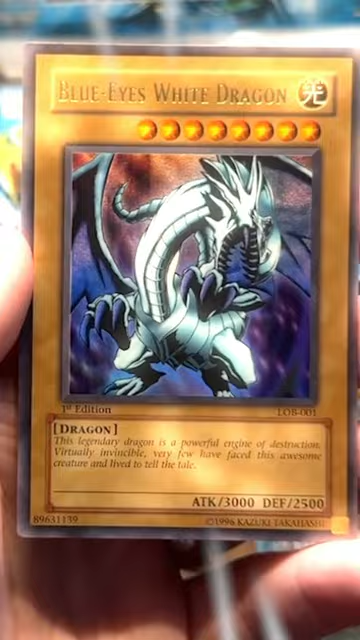 BLUE-EYES WHITE DRAGON 光
1st Edition
LOB-001
[DRAGON]
This legendary dragon is a powerful engine of destruction.
Virtually invincible, very few have faced this awesome
creature and lived to tell the tale.
ATK/3000 DEF/2500
89631139
©1996 KAZUKI TAKAHASHI